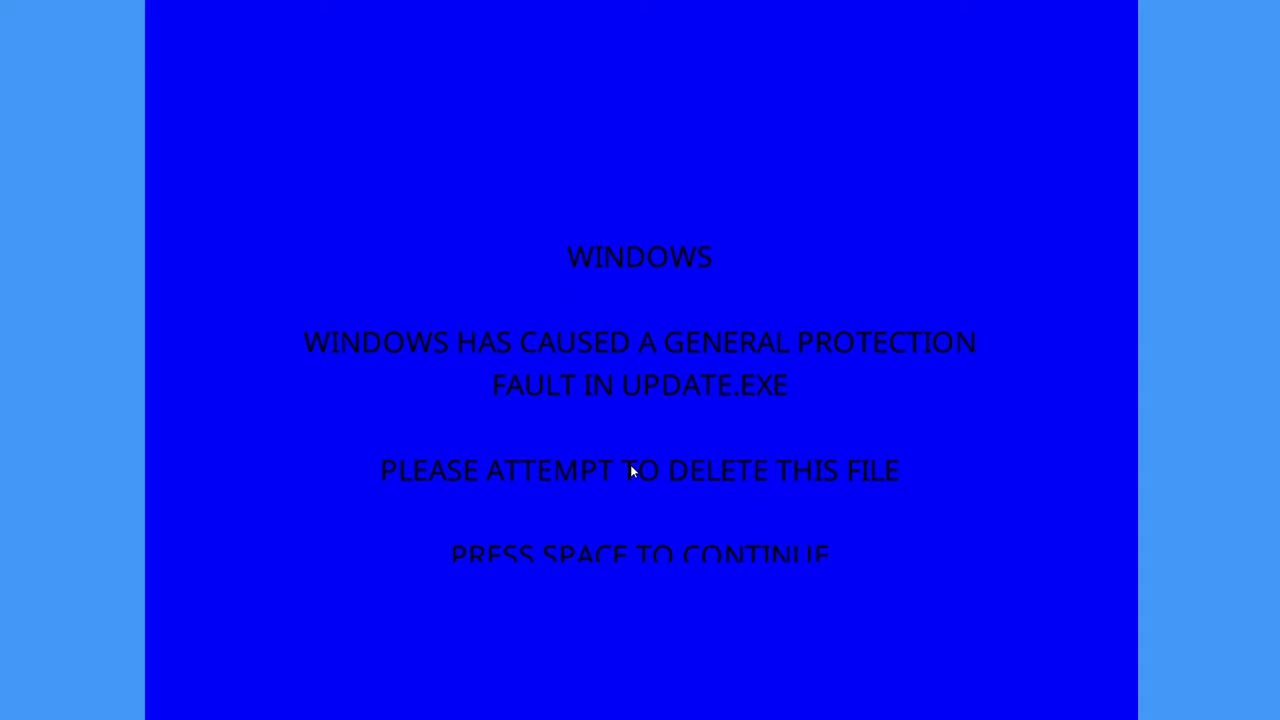 WINDOWS
WINDOWS HAS CAUSED A GENERAL PROTECTION
FAULT IN UPDATE.EXE
PLEASE ATTEMPT TO DELETE THIS FILE
PRESS SPACE TO CONTINUE